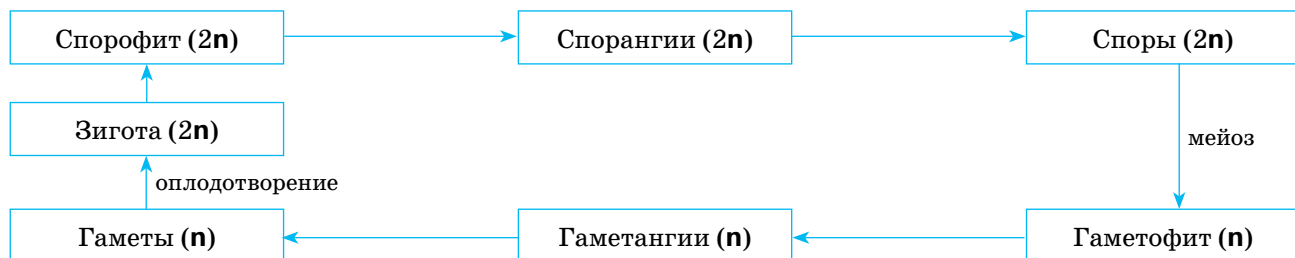 Спорофит (2n)
Спорангии (2n)
Споры (2n)
Зигота (2n)
мейоз
оплодотворение
Гаметы (n)
Гаметангии (n)
Гаметофит (n)